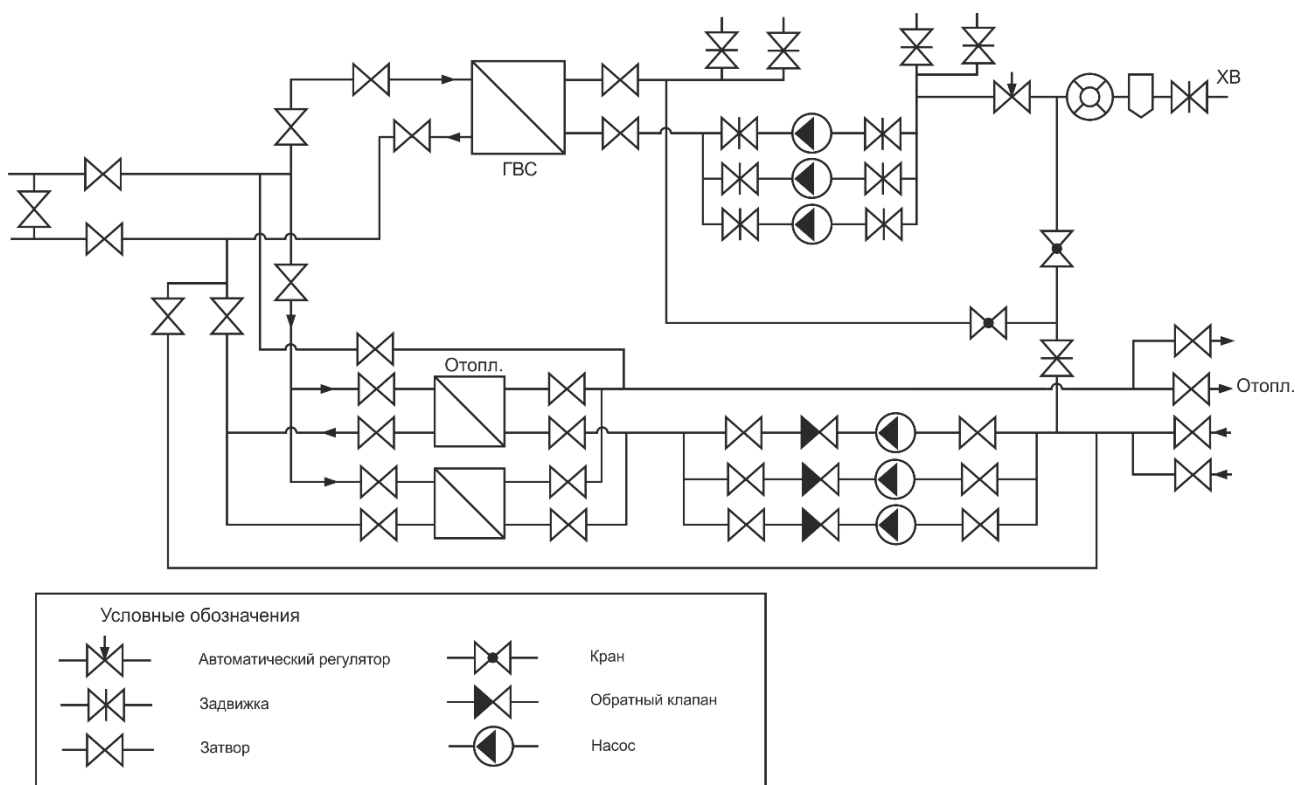 ХВ
ГВС
Отопл.
Отопл.
Условные обозначения
Автоматический регулятор
Кран
Задвижка
Обратный клапан
Затвор
Насос